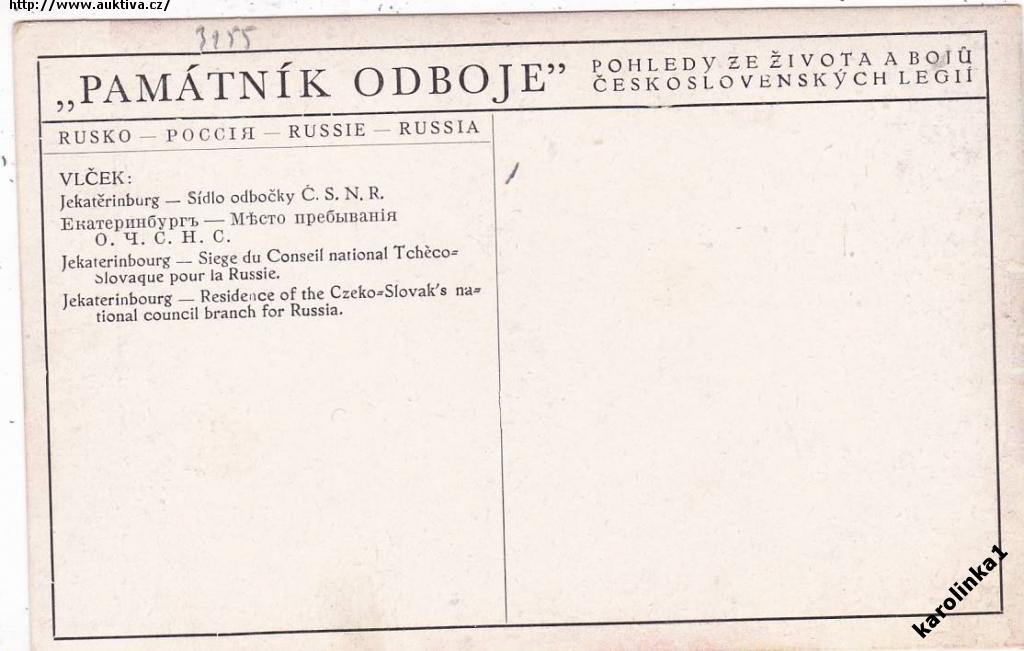 http://www.auktiva.cz/
3155
„PAMÁTNÍK ODBOJE”
POHLEDY ZE ŽIVOTA A BOJŮ
ČESKOSLOVENSKÝCH LEGIÍ
RUSKO — РОССІЯ — RUSSIE — RUSSIA
VLČEK:
Jekatěrinburg — Sídlo odbočky Č. S. N. R.
Екатеринбургъ — Мѣсто пребыванія
О. Ч. С. Н. С.
Jekaterinbourg — Siege du Conseil national Tchèco=
Slovaque pour la Russie.
Jekaterinbourg — Residence of the Czeko=Slovak's na=
tional council branch for Russia.
karolinka1